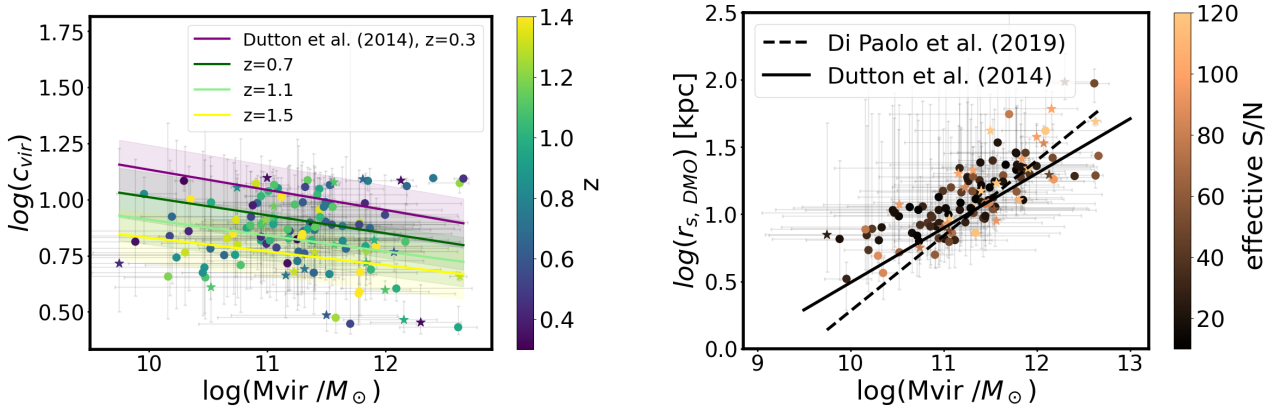 1.75
1.50
1.25
1.00
0.75
0.50
log(c_vir)
10 11 12
log(Mvir /M_⊙)
Dutton et al. (2014), z=0.3
z=0.7
z=1.1
z=1.5
1.4
1.2
1.0
0.8
0.6
0.4
z
2.5
2.0
1.5
1.0
0.5
0.0
log(r_s, DMO) [kpc]
9 10 11 12 13
log(Mvir /M_⊙)
Di Paolo et al. (2019)
Dutton et al. (2014)
120
100
80
60
40
20
effective S/N